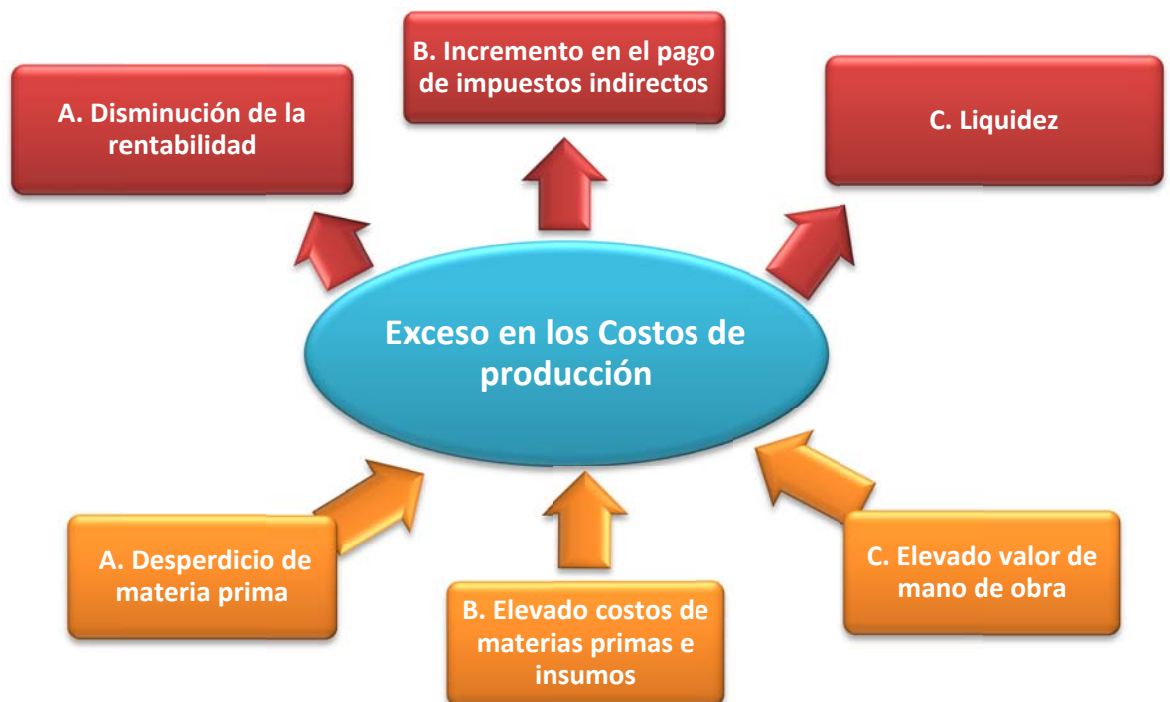 B. Incremento en el pago
de impuestos indirectos
A. Disminución de la
rentabilidad
C. Liquidez
Exceso en los Costos de
producción
A. Desperdicio de
materia prima
B. Elevado costos de
materias primas e
insumos
C. Elevado valor de
mano de obra